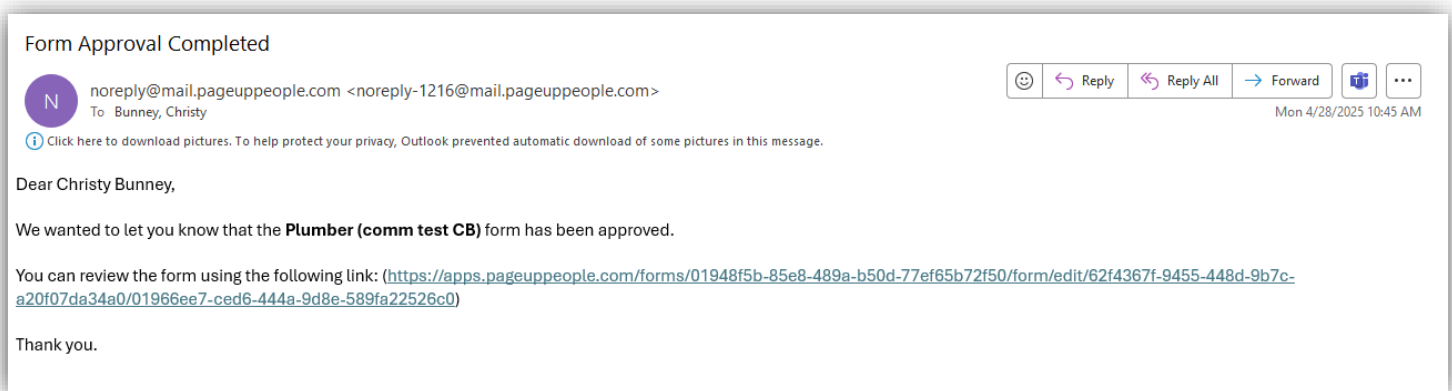 Form Approval Completed
N
noreply@mail.pageuppeople.com <noreply-1216@mail.pageuppeople.com>
To Bunney, Christy
Reply
Reply All
Forward
Mon 4/28/2025 10:45 AM
Click here to download pictures. To help protect your privacy, Outlook prevented automatic download of some pictures in this message.
Dear Christy Bunney,
We wanted to let you know that the Plumber (comm test CB) form has been approved.
You can review the form using the following link: (https://apps.pageuppeople.com/forms/01948f5b-85e8-489a-b50d-77ef65b72f50/form/edit/62f4367f-9455-448d-9b7c-
a20f07da34a0/01966ee7-ced6-444a-9d8e-589fa22526c0)
Thank you.